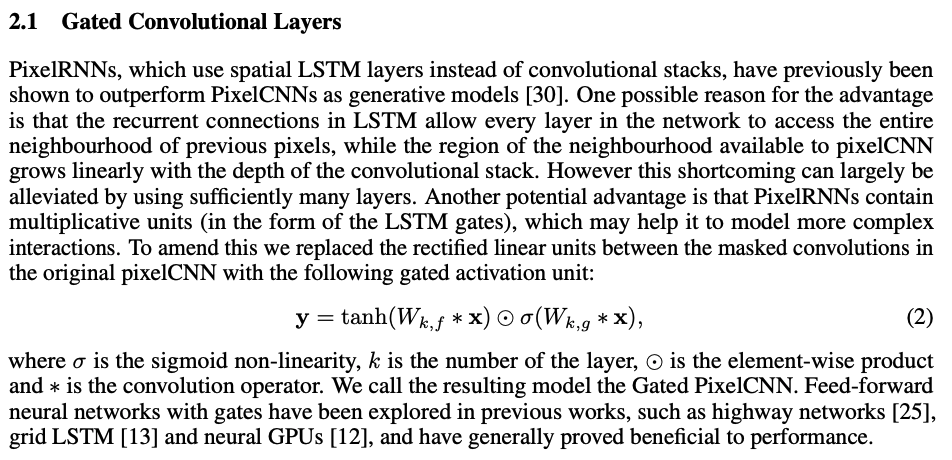 2.1 Gated Convolutional Layers
PixelRNNs, which use spatial LSTM layers instead of convolutional stacks, have previously been
shown to outperform PixelCNNs as generative models [30]. One possible reason for the advantage
is that the recurrent connections in LSTM allow every layer in the network to access the entire
neighbourhood of previous pixels, while the region of the neighbourhood available to pixelCNN
grows linearly with the depth of the convolutional stack. However this shortcoming can largely be
alleviated by using sufficiently many layers. Another potential advantage is that PixelRNNs contain
multiplicative units (in the form of the LSTM gates), which may help it to model more complex
interactions. To amend this we replaced the rectified linear units between the masked convolutions in
the original pixelCNN with the following gated activation unit:
y = tanh(W_{k,f} ∗ x) ⊙ σ(W_{k,g} ∗ x), (2)
where σ is the sigmoid non-linearity, k is the number of the layer, ⊙ is the element-wise product
and ∗ is the convolution operator. We call the resulting model the Gated PixelCNN. Feed-forward
neural networks with gates have been explored in previous works, such as highway networks [25],
grid LSTM [13] and neural GPUs [12], and have generally proved beneficial to performance.